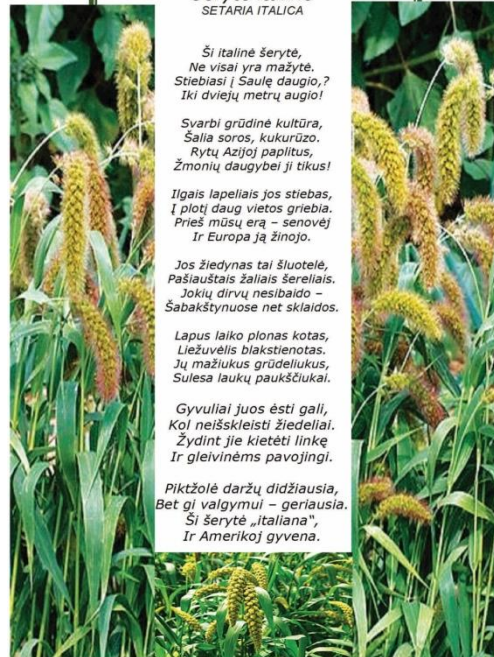 SETARIA ITALICA
Ši italinė šerytė,
Ne visai yra mažytė.
Stiebiasi į Saulę daugio,?
Iki dviejų metrų augio!
Svarbi grūdinė kultūra,
Šalia soros, kukurūzo.
Rytų Azijoj paplitus,
Žmonių daugybei ji tikus!
Ilgais lapeliais jos stiebas,
Į plotį daug vietos griebia.
Prieš mūsų erą – senovėj
Ir Europa ją žinojo.
Jos žiedynas tai šluotelė,
Pašiauštais žaliais šereliais.
Jokių dirvų nesibaido –
Šabakštynuose net sklaidos.
Lapus laiko plonas kotas,
Liežuvėlis blakstienotas.
Jų mažiukus grūdeliukus,
Sulesa laukų paukščiukai.
Gyvuliai juos ėsti gali,
Kol neišskleisti žiedeliai.
Žydint jie kietėti linkę
Ir gleivinėms pavojingi.
Piktžolė daržų didžiausia,
Bet gi valgymui – geriausia.
Ši šerytė „italiana“,
Ir Amerikoj gyvena.